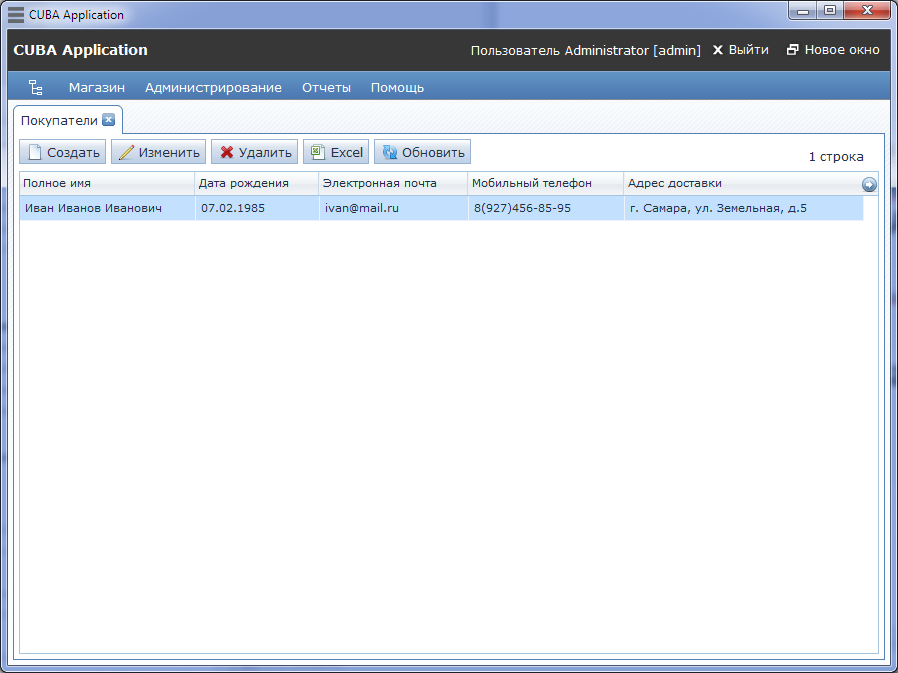 CUBA Application
CUBA Application Пользователь Administrator [admin] Выйти Новое окно
Магазин Администрирование Отчеты Помощь
Покупатели
Создать Изменить Удалить Excel Обновить 1 строка
Полное имя Дата рождения Электронная почта Мобильный телефон Адрес доставки
Иван Иванов Иванович 07.02.1985 ivan@mail.ru 8(927)456-85-95 г. Самара, ул. Земельная, д.5